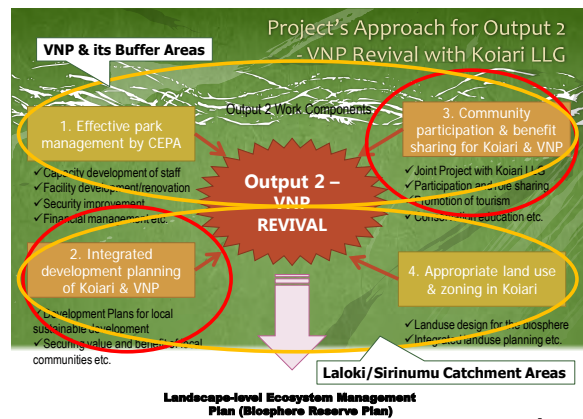 Project's Approach for Output 2
- VNP Revival with Koiari LLG
VNP & its Buffer Areas
Output 2 Work Components
1. Effective park
management by CEPA
✓Capacity development of staff
✓Facility development/renovation
✓Security improvement
✓Financial management etc.
3. Community
participation & benefit
sharing for Koiari & VNP
✓Joint Project with Koiari LLG
✓Participation and role sharing
✓Promotion of tourism
✓Conservation education etc.
Output 2 –
VNP
REVIVAL
2. Integrated
development planning
of Koiari & VNP
✓Development Plans for local
sustainable development
✓Securing value and benefit of local
communities etc.
4. Appropriate land use
& zoning in Koiari
✓Landuse design for the biosphere
✓Integrated landuse planning etc.
Laloki/Sirinumu Catchment Areas
Landscape-level Ecosystem Management
Plan (Biosphere Reserve Plan)